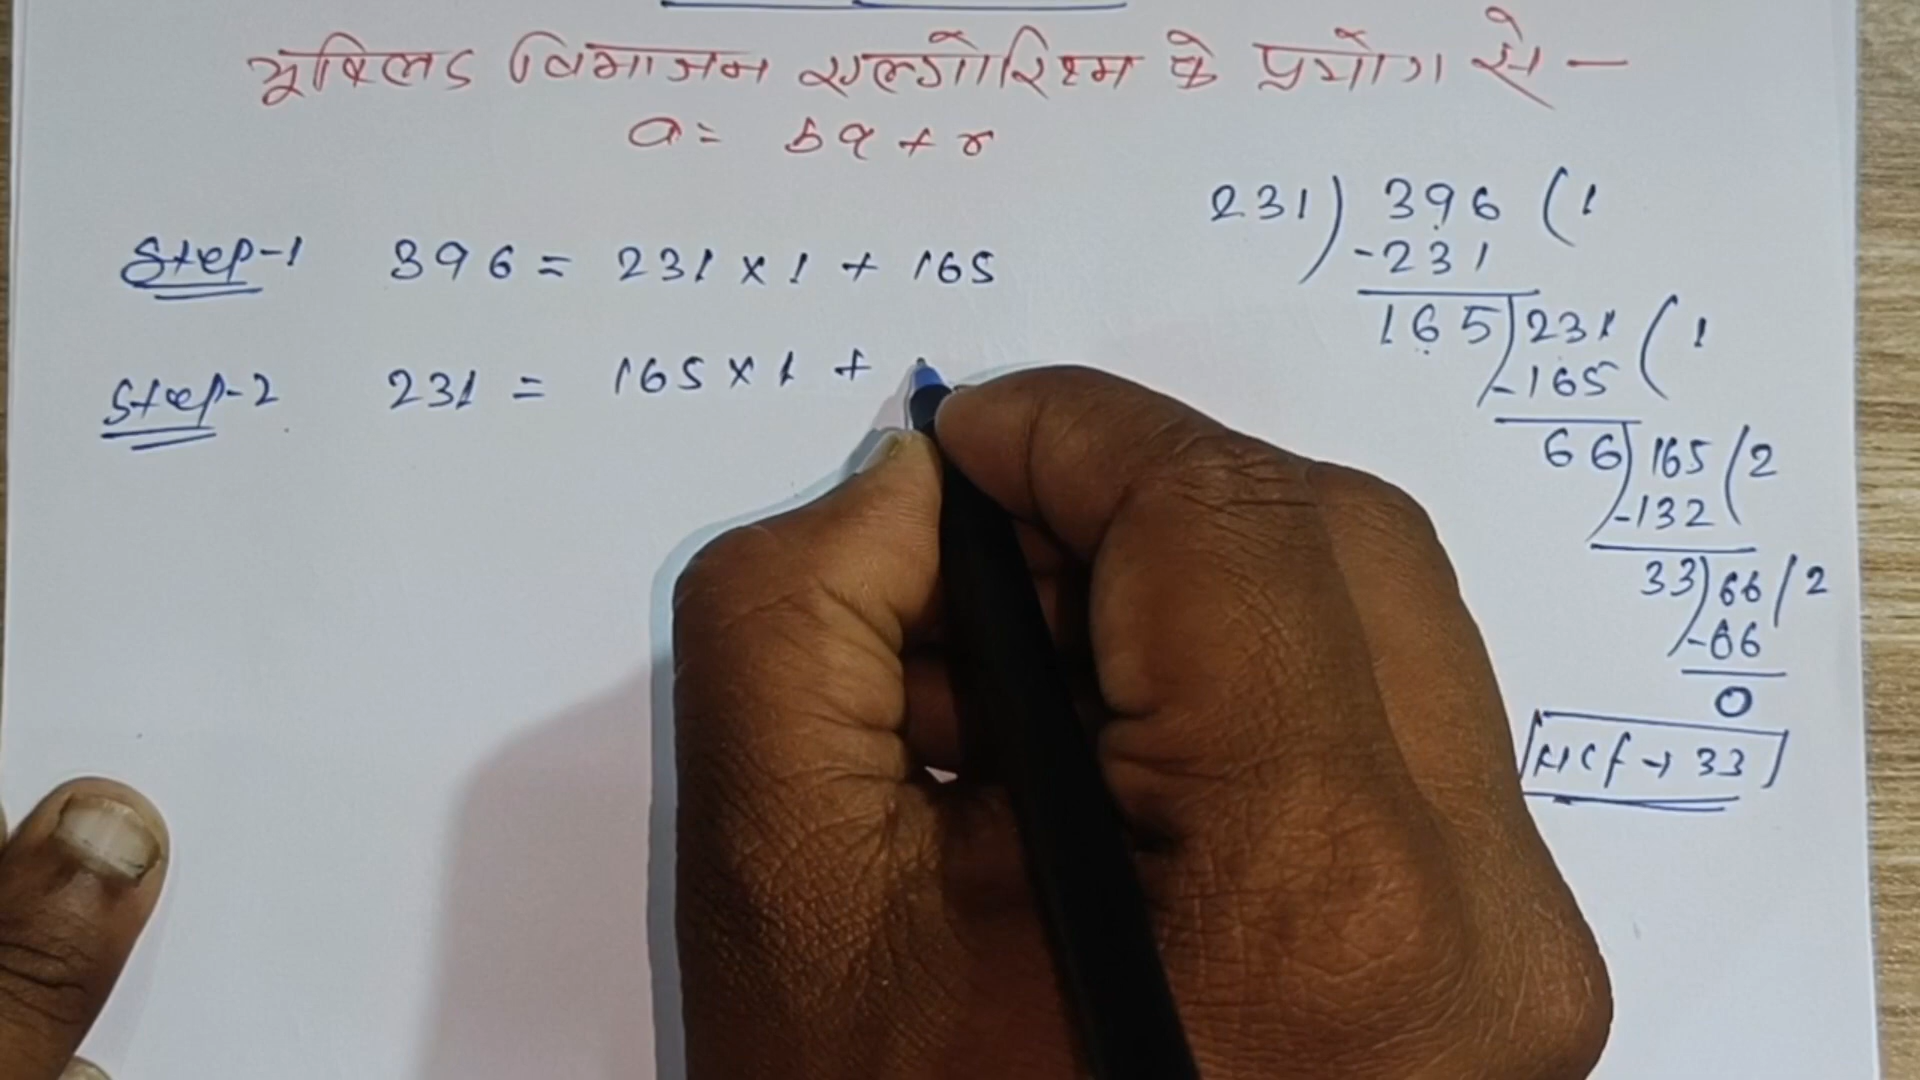 यूक्लिड विभाजन एल्गोरिथ्म के प्रयोग से –
a = bq + r
Step-1 396 = 231 × 1 + 165
Step-2 231 = 165 × 1 +
231) 396 (1
-231
165) 231 (1
-165
66) 165 (2
-132
33) 66 (2
-66
0
HCF → 33